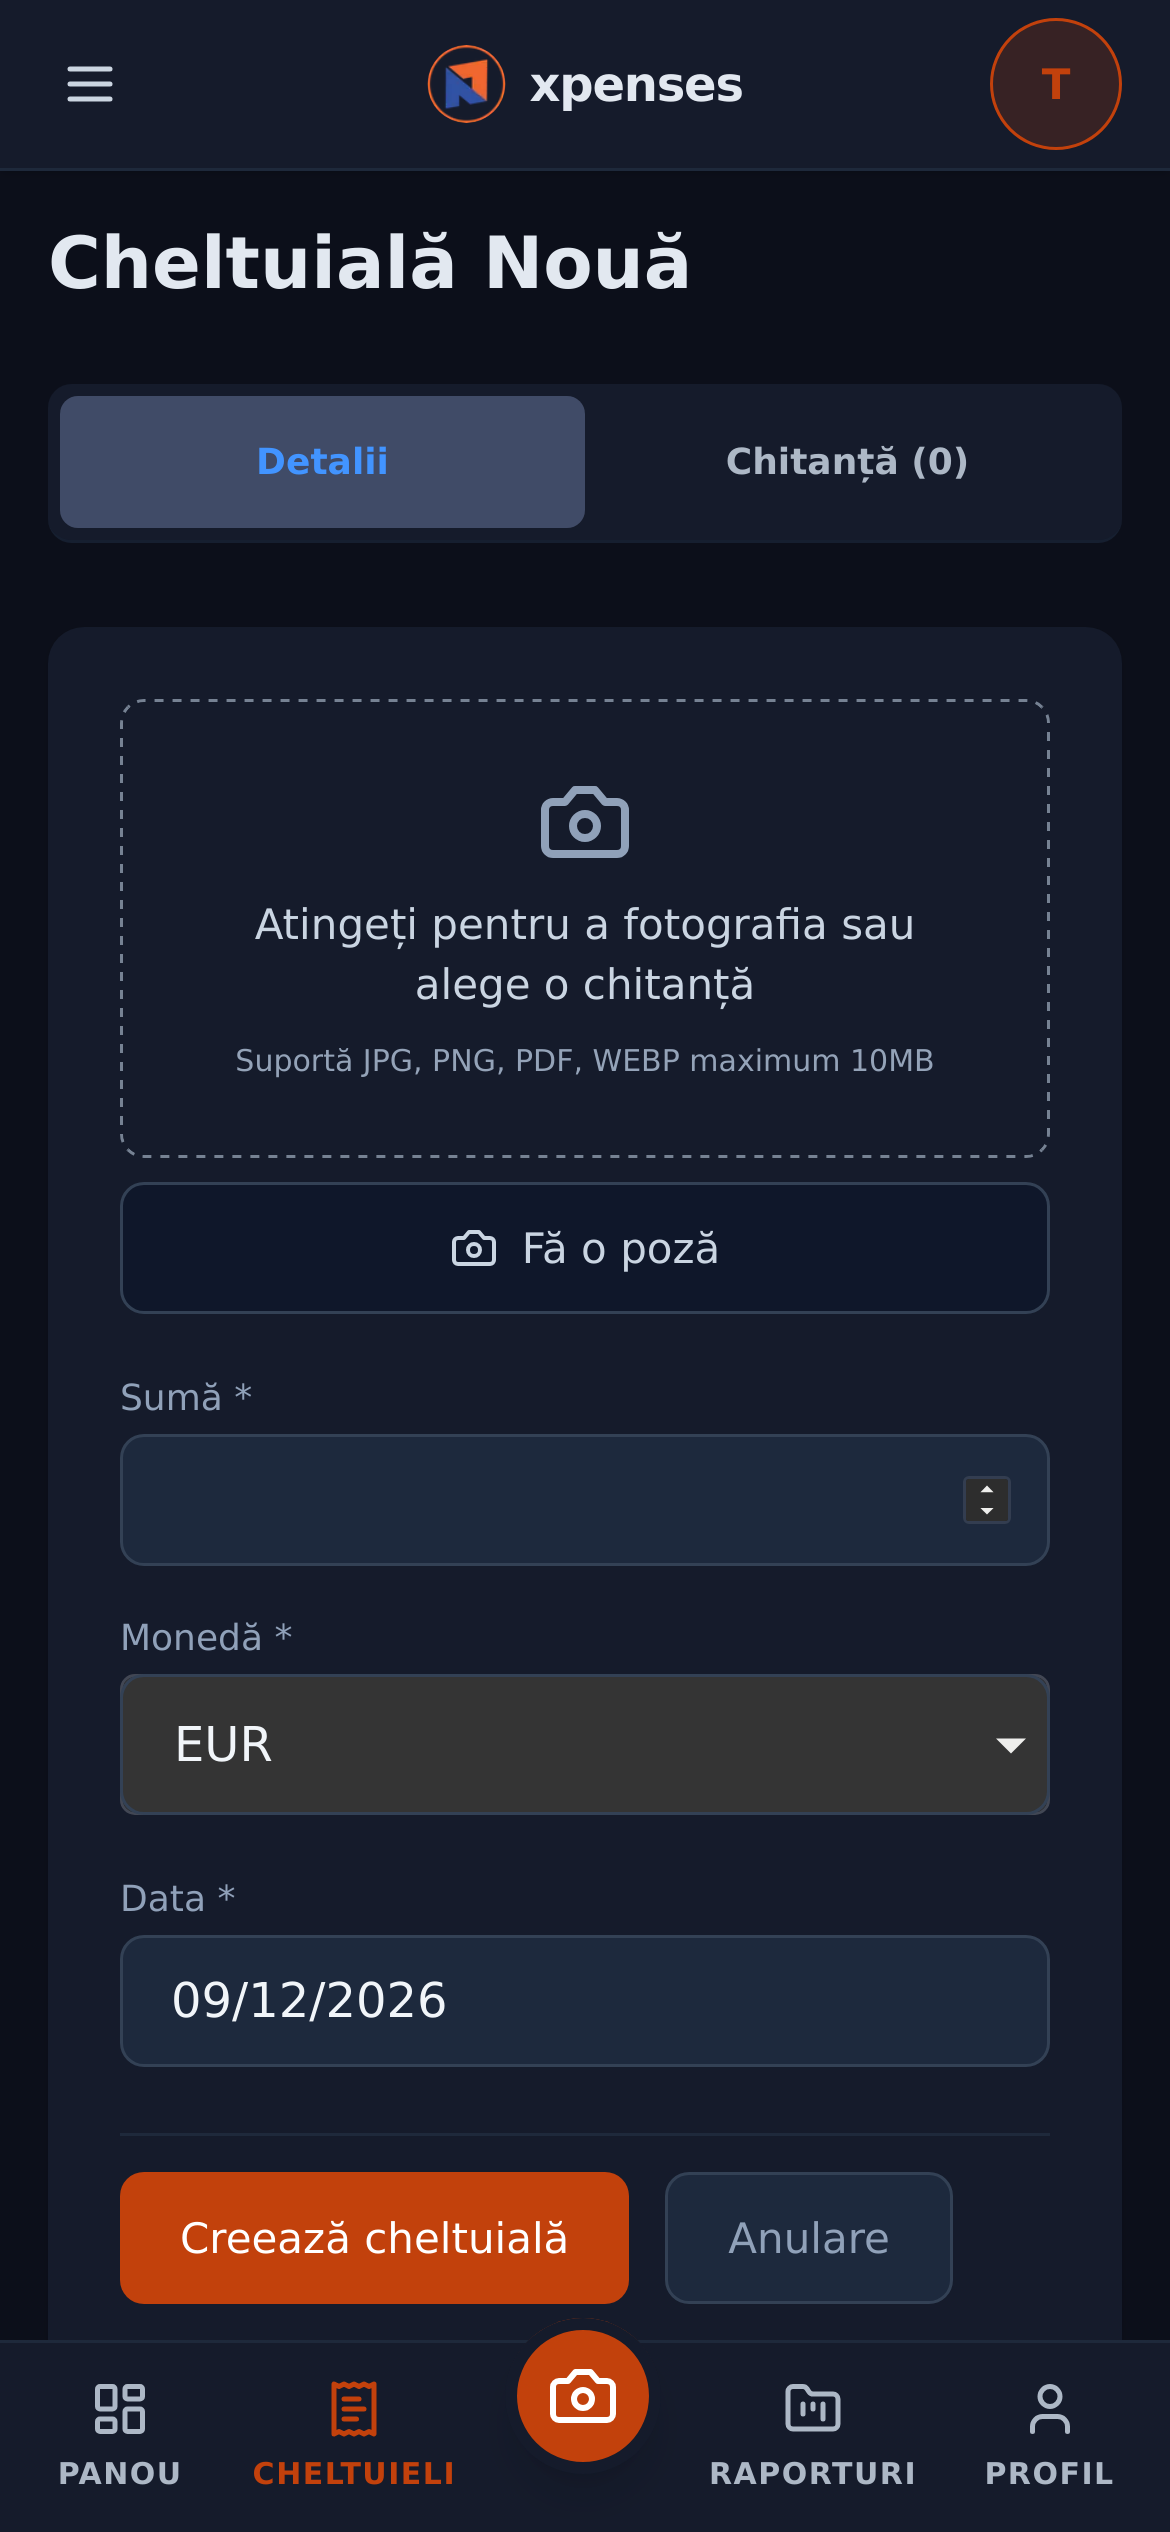 xpenses
T
Cheltuială Nouă
Detalii
Chitanță (0)
Atingeți pentru a fotografia sau
alege o chitanță
Suportă JPG, PNG, PDF, WEBP maximum 10MB
Fă o poză
Sumă *
Monedă *
EUR
Data *
09/12/2026
Creează cheltuială
Anulare
PANOU
CHELTUIELI
RAPORTURI
PROFIL